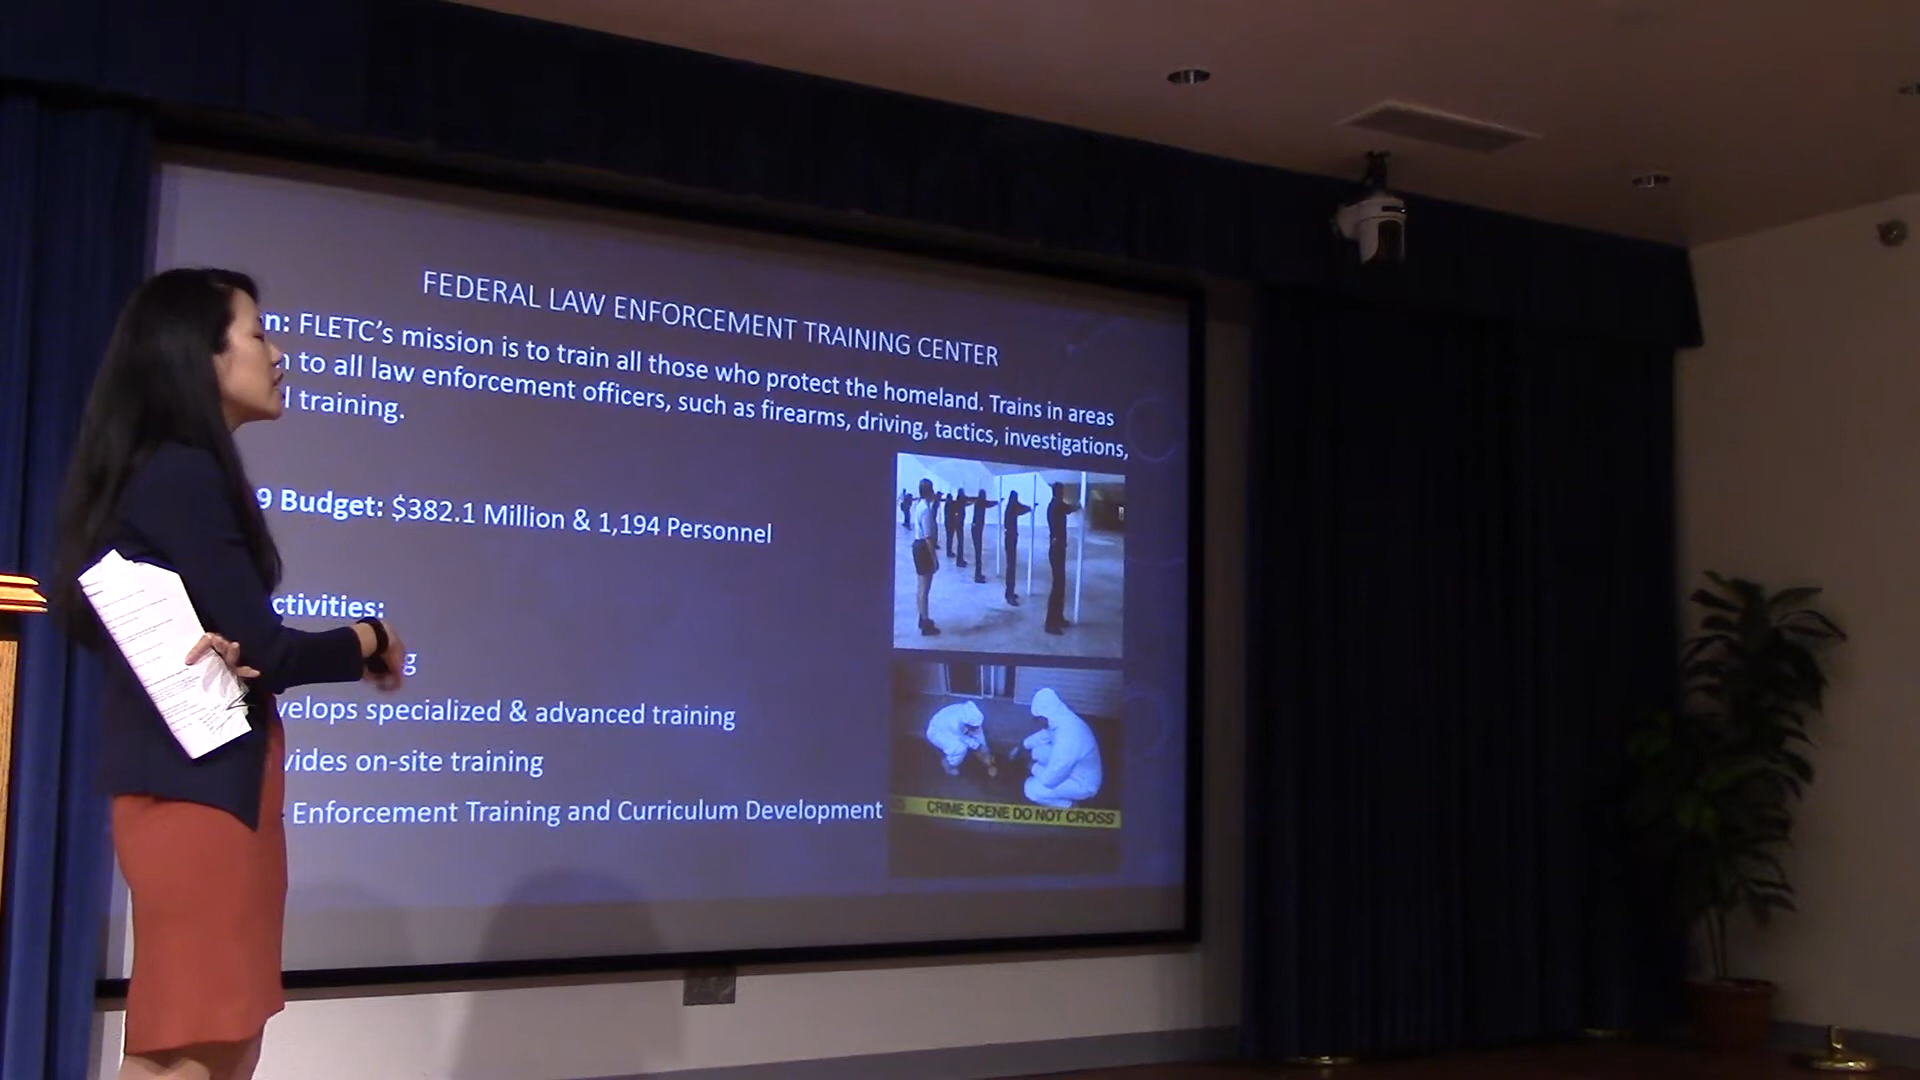 FEDERAL LAW ENFORCEMENT TRAINING CENTER
n: FLETC's mission is to train all those who protect the homeland. Trains in areas
to all law enforcement officers, such as firearms, driving, tactics, investigations,
training.
9 Budget: $382.1 Million & 1,194 Personnel
ctivities:
g
velops specialized & advanced training
vides on-site training
Enforcement Training and Curriculum Development
CRIME SCENE DO NOT CROSS